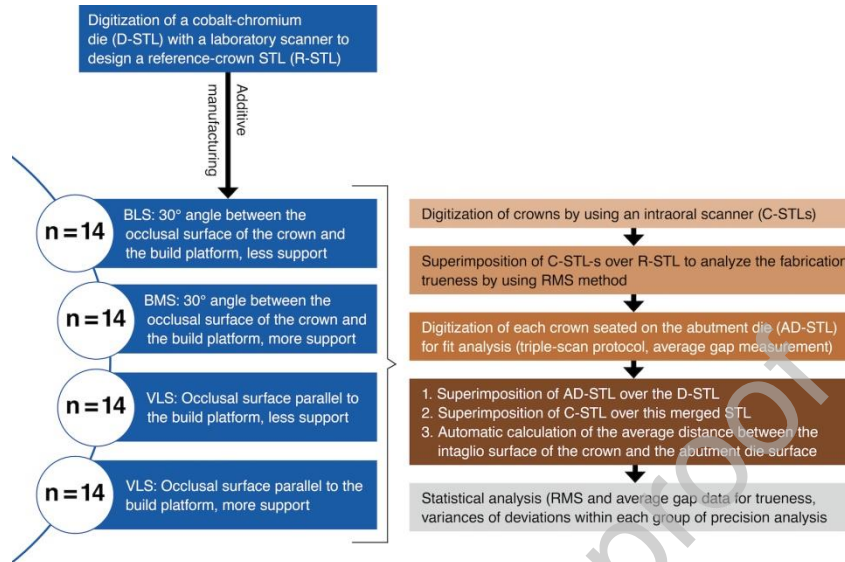 Digitization of a cobalt-chromium
die (D-STL) with a laboratory scanner to
design a reference-crown STL (R-STL)
Additive
manufacturing
n=14
BLS: 30° angle between the
occlusal surface of the crown and
the build platform, less support
n=14
BMS: 30° angle between the
occlusal surface of the crown and
the build platform, more support
n=14
VLS: Occlusal surface parallel to
the build platform, less support
n=14
VLS: Occlusal surface parallel to the
build platform, more support
Digitization of crowns by using an intraoral scanner (C-STLs)
Superimposition of C-STL-s over R-STL to analyze the fabrication
trueness by using RMS method
Digitization of each crown seated on the abutment die (AD-STL)
for fit analysis (triple-scan protocol, average gap measurement)
1. Superimposition of AD-STL over the D-STL
2. Superimposition of C-STL over this merged STL
3. Automatic calculation of the average distance between the
intaglio surface of the crown and the abutment die surface
Statistical analysis (RMS and average gap data for trueness,
variances of deviations within each group of precision analysis
proof